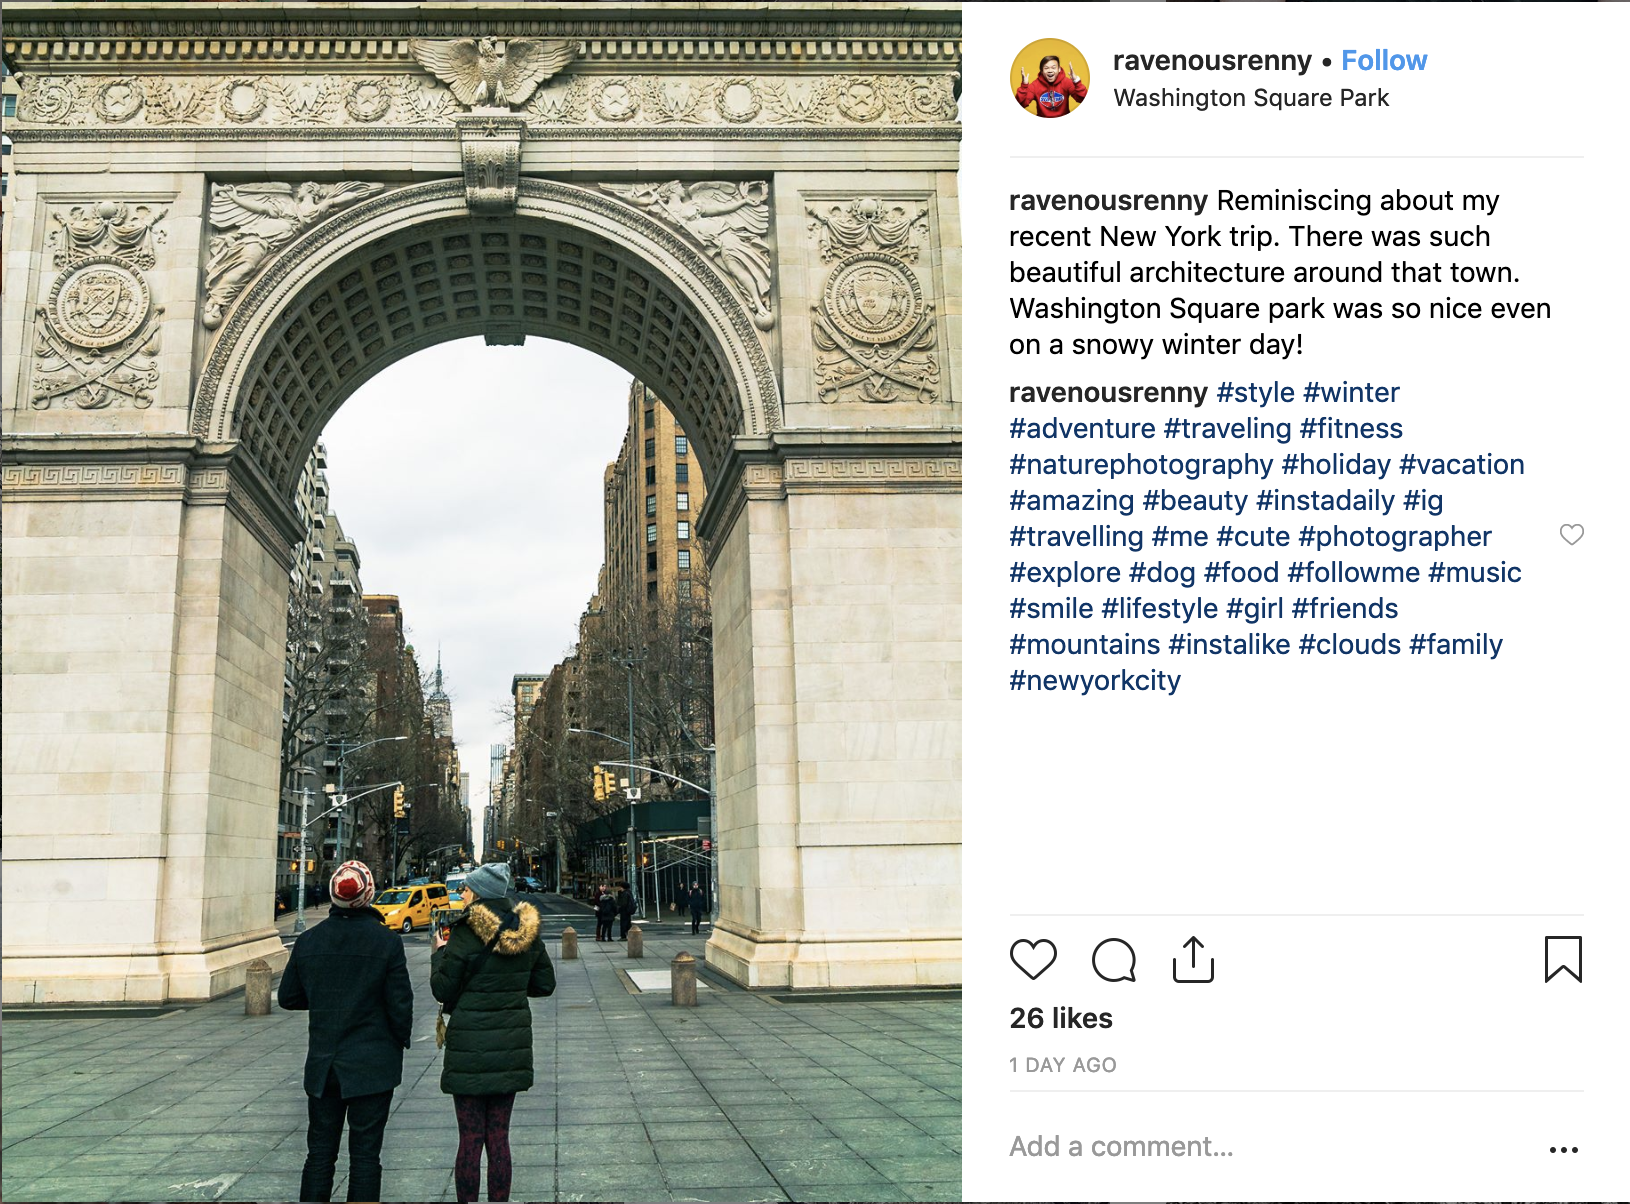 ravenousrenny • Follow
Washington Square Park
ravenousrenny Reminiscing about my
recent New York trip. There was such
beautiful architecture around that town.
Washington Square park was so nice even
on a snowy winter day!
ravenousrenny #style #winter
#adventure #traveling #fitness
#naturephotography #holiday #vacation
#amazing #beauty #instadaily #ig
#travelling #me #cute #photographer
#explore #dog #food #followme #music
#smile #lifestyle #girl #friends
#mountains #instalike #clouds #family
#newyorkcity
26 likes
1 DAY AGO
Add a comment...
W W W W